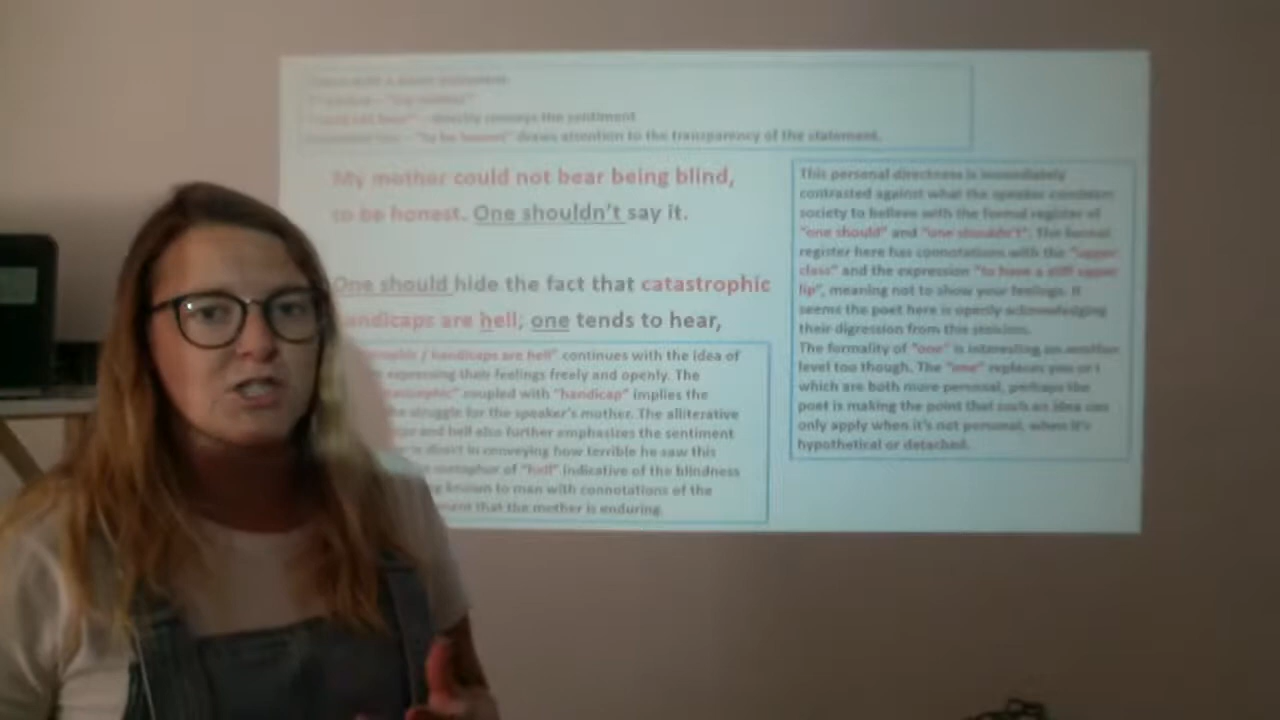 directly conveys the sentiment
"to be honest" draws attention to the transparency of the statement.
My mother could not bear being blind,
to be honest. One shouldn't say it.
One should hide the fact that catastrophic
handicaps are hell; one tends to hear,
This personal directness is immediately
contrasted against what the speaker
society to believe with the formal register of
"one should" and "one shouldn't". The formal
register here has connotations with the "upper
class" and the expression "to have a stiff upper
lip", meaning not to show your feelings. It
seems the poet here is openly acknowledging
their digression from this
The formality of "one" is interesting on another
level too though. The "one" replaces you or I
which are both more personal, perhaps the
poet is making the point that such an idea can
only apply when it's not personal, when it's
hypothetical or detached.
/ handicaps are hell" continues with the idea of
expressing their feelings freely and openly. The
coupled with "handicap" implies the
struggle for the speaker's mother. The alliterative
and hell also further emphasizes the sentiment
direct in conveying how terrible he saw this
metaphor of "hell" indicative of the blindness
known to man with connotations of the
that the mother is enduring.